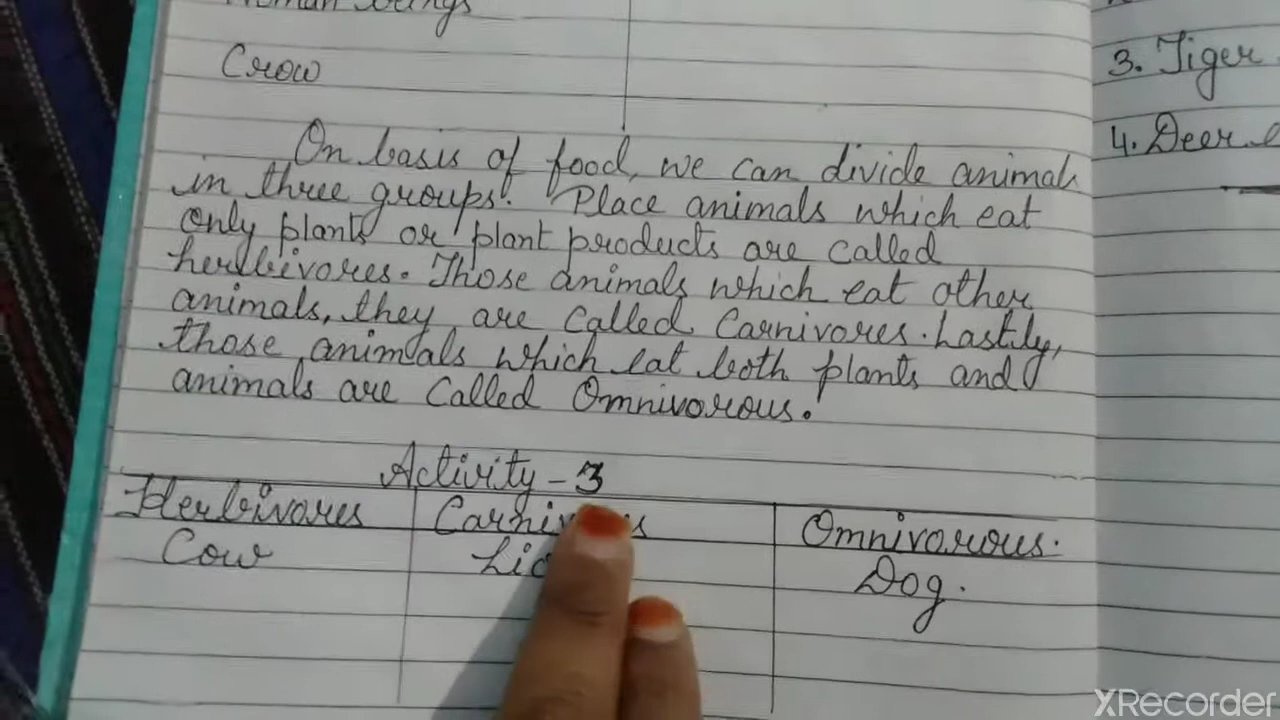 Human beings
Crow
On basis of food, we can divide animals
in three groups. Place animals which eat
only plants or plant products are called
herbivores. Those animals which eat other
animals, they are called Carnivores. Lastly,
those animals which eat both plants and
animals are called Omnivorous.
Activity - 3
Herbivores
Omnivorous.
Cow
Dog.
3. Tiger
4. Deer
XRecorder